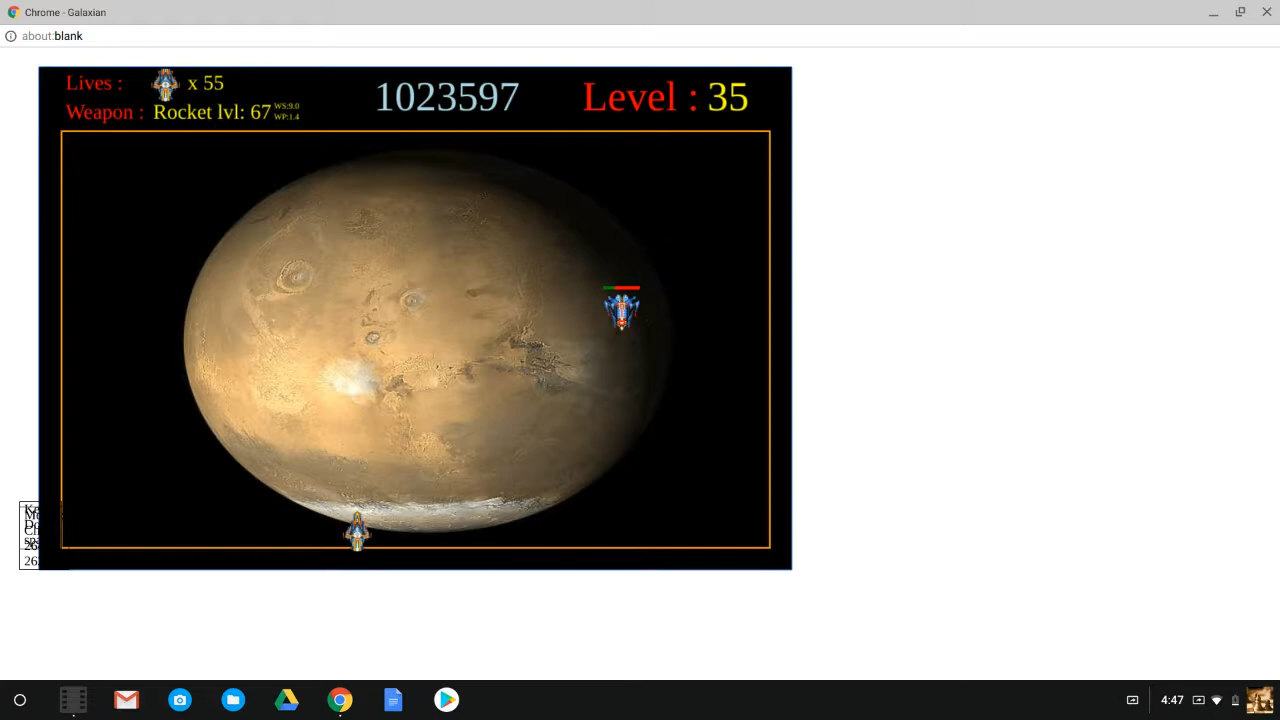 Chrome - Galaxian
about:blank
Lives : x 55
Weapon : Rocket lvl: 67 WS:9.0
WP:1.4
1023597
Level : 35
4:47